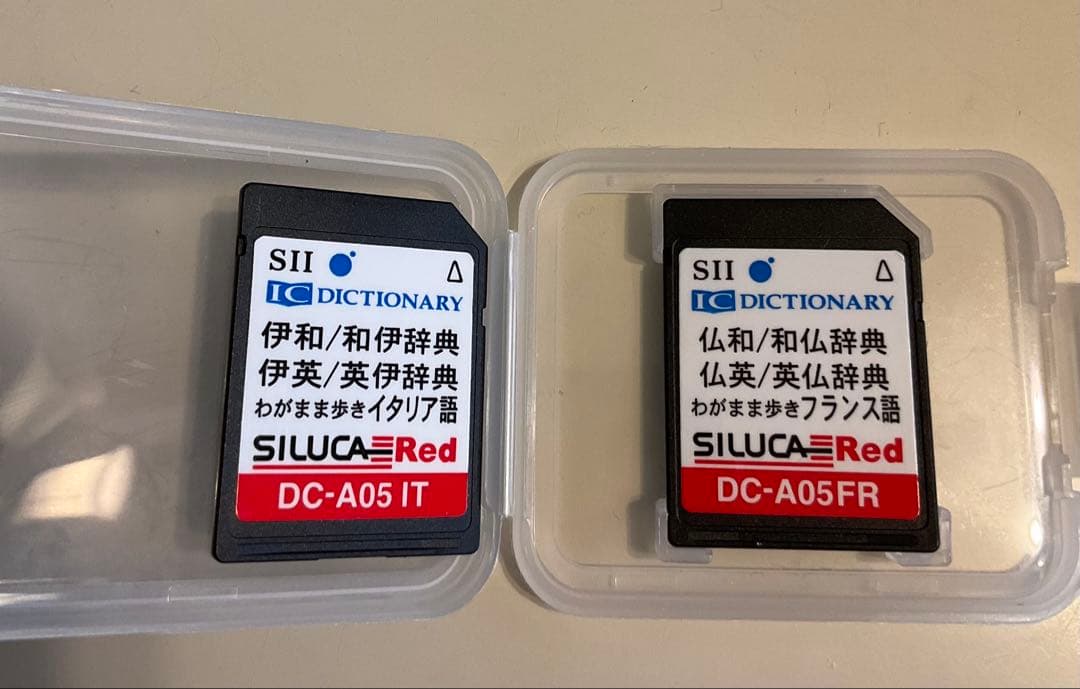 SII
IC DICTIONARY
伊和/和伊辞典
伊英/英伊辞典
わがまま歩きイタリア語
SILUCA Red
DC-A05 IT
SII
IC DICTIONARY
仏和/和仏辞典
仏英/英仏辞典
わがまま歩きフランス語
SILUCA Red
DC-A05FR